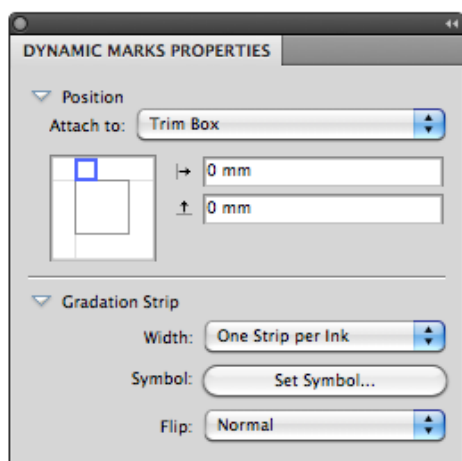 DYNAMIC MARKS PROPERTIES
Position
Attach to: Trim Box
0 mm
0 mm
Gradation Strip
Width: One Strip per Ink
Symbol: Set Symbol...
Flip: Normal